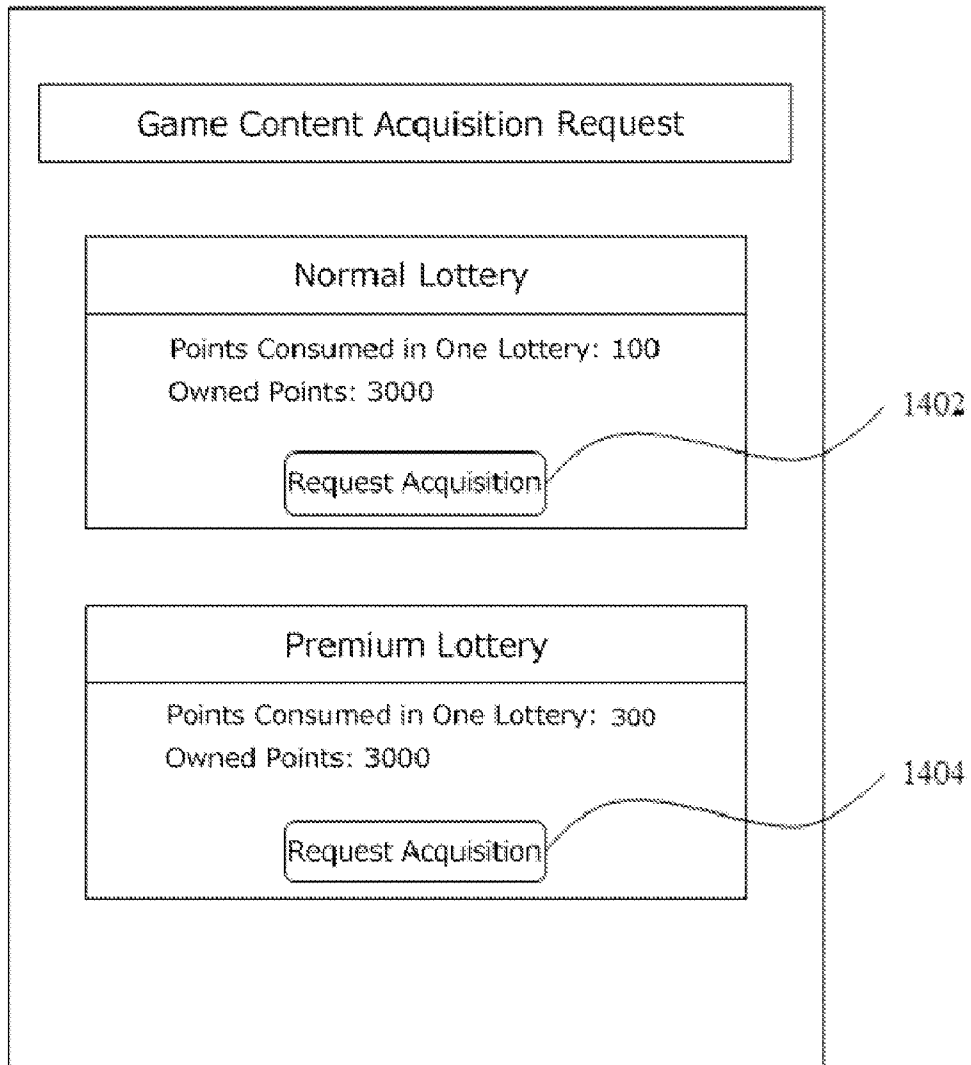 Game Content Acquisition Request
Normal Lottery
Points Consumed in One Lottery: 100
Owned Points: 3000
1402
Request Acquisition
Premium Lottery
Points Consumed in One Lottery: 300
Owned Points: 3000
1404
Request Acquisition